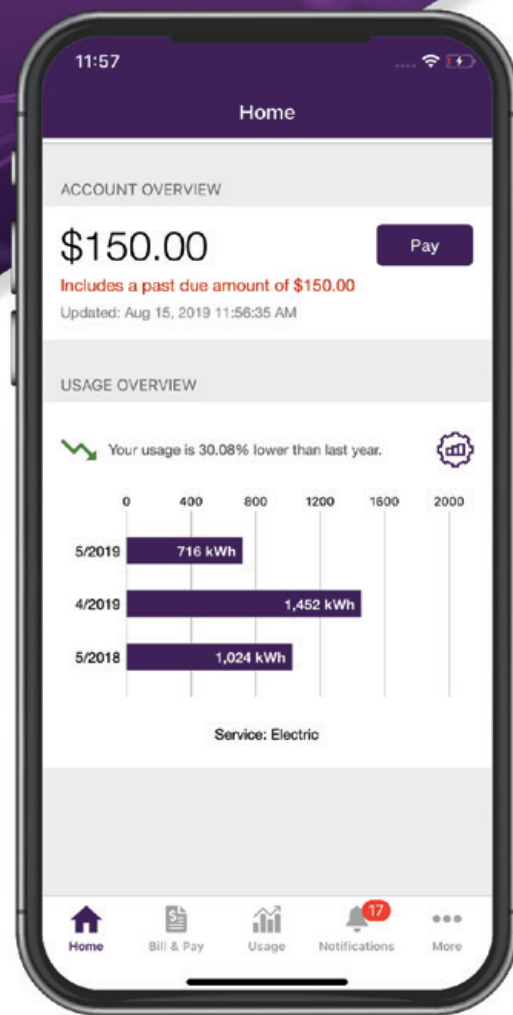 11:57
Home
ACCOUNT OVERVIEW
$150.00
Pay
Includes a past due amount of $150.00
Updated: Aug 15, 2019 11:56:35 AM
USAGE OVERVIEW
Your usage is 30.08% lower than last year.
0 400 800 1200 1600 2000
5/2019 716 kWh
4/2019 1,452 kWh
5/2018 1,024 kWh
Service: Electric
17
Home Bill & Pay Usage Notifications More